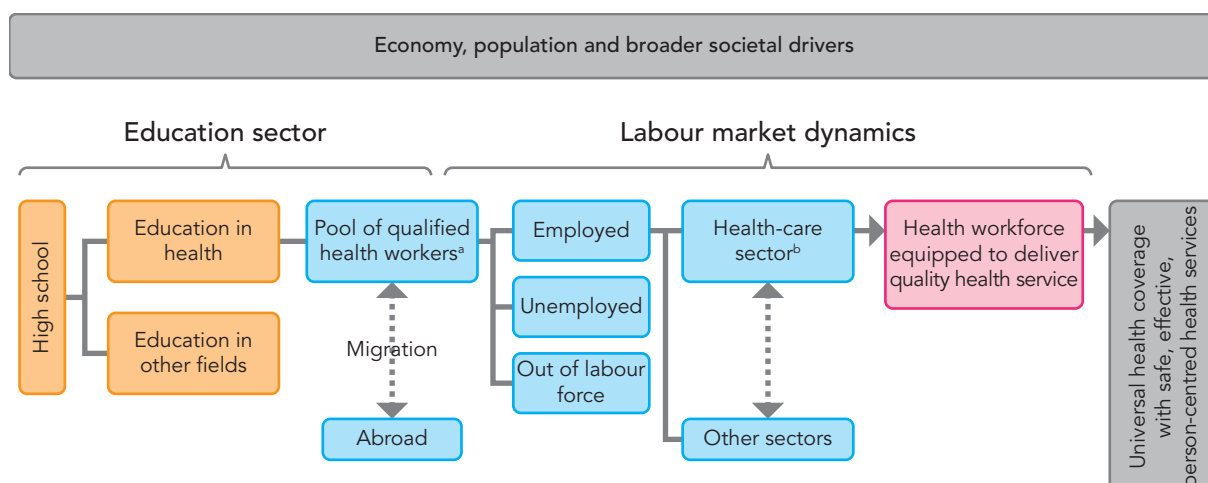 Economy, population and broader societal drivers
Education sector
Labour market dynamics
High school
Education in
health
Education in
other fields
Pool of qualified
health workersᵃ
Migration
Abroad
Employed
Unemployed
Out of labour
force
Health-care
sectorᵇ
Other sectors
Health workforce
equipped to deliver
quality health service
Universal health coverage
with safe, effective,
person-centred health services